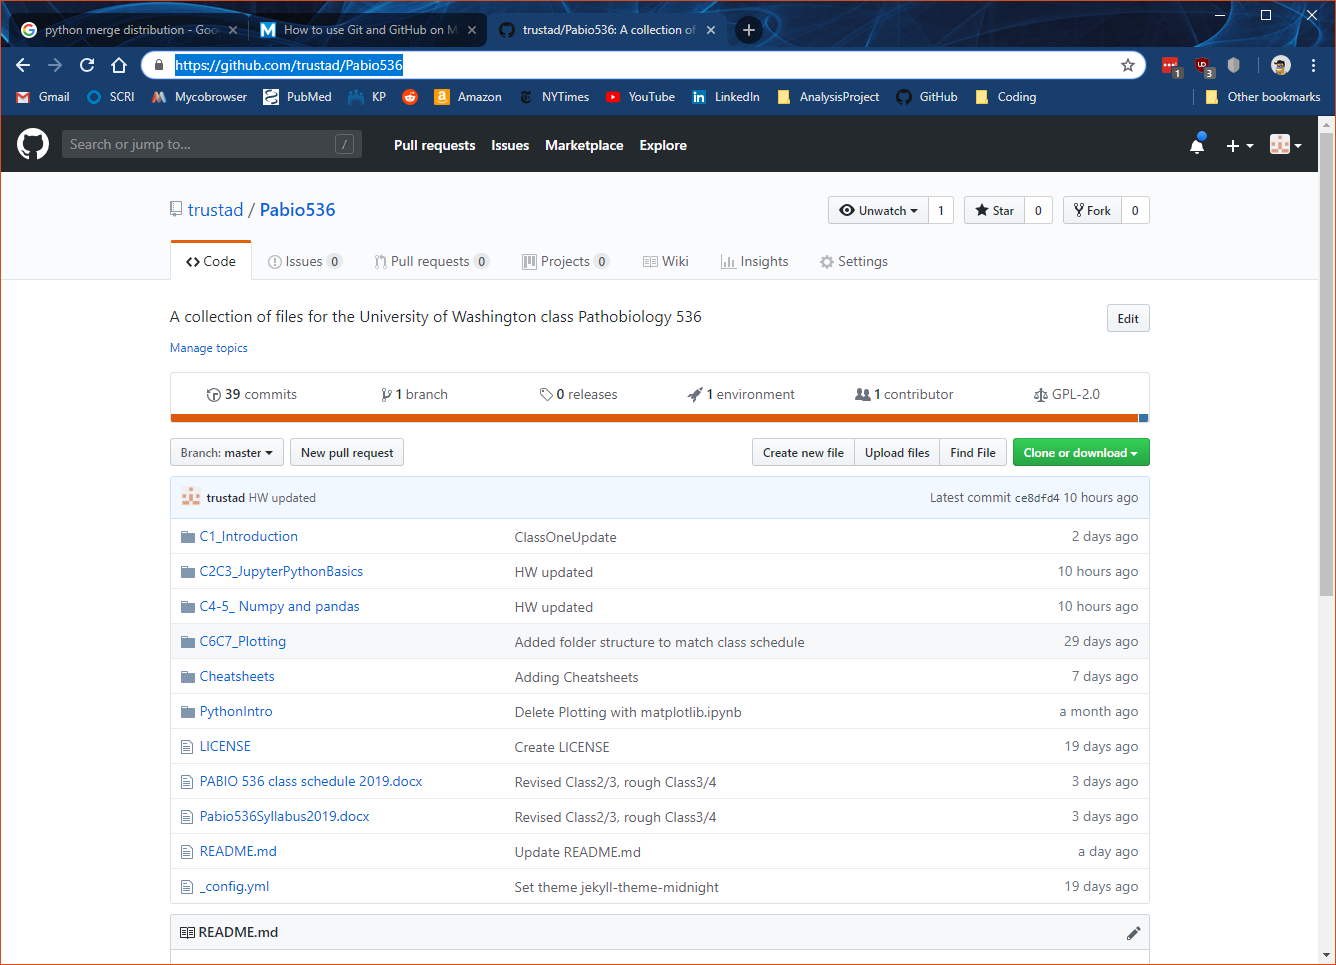 python merge distribution - Goo
How to use Git and GitHub on M
trustad/Pabio536: A collection of
https://github.com/trustad/Pabio536
1
3
Gmail SCRI Mycobrowser PubMed KP Amazon NYTimes YouTube LinkedIn AnalysisProject GitHub Coding Other bookmarks
Search or jump to... /
Pull requests Issues Marketplace Explore
trustad / Pabio536
Unwatch 1 Star 0 Fork 0
Code Issues 0 Pull requests 0 Projects 0 Wiki Insights Settings
A collection of files for the University of Washington class Pathobiology 536
Edit
Manage topics
39 commits 1 branch 0 releases 1 environment 1 contributor GPL-2.0
Branch: master New pull request Create new file Upload files Find File Clone or download
trustad HW updated Latest commit ce8dfd4 10 hours ago
C1_Introduction ClassOneUpdate 2 days ago
C2C3_JupyterPythonBasics HW updated 10 hours ago
C4-5_ Numpy and pandas HW updated 10 hours ago
C6C7_Plotting Added folder structure to match class schedule 29 days ago
Cheatsheets Adding Cheatsheets 7 days ago
PythonIntro Delete Plotting with matplotlib.ipynb a month ago
LICENSE Create LICENSE 19 days ago
PABIO 536 class schedule 2019.docx Revised Class2/3, rough Class3/4 3 days ago
Pabio536Syllabus2019.docx Revised Class2/3, rough Class3/4 3 days ago
README.md Update README.md a day ago
_config.yml Set theme jekyll-theme-midnight 19 days ago
README.md